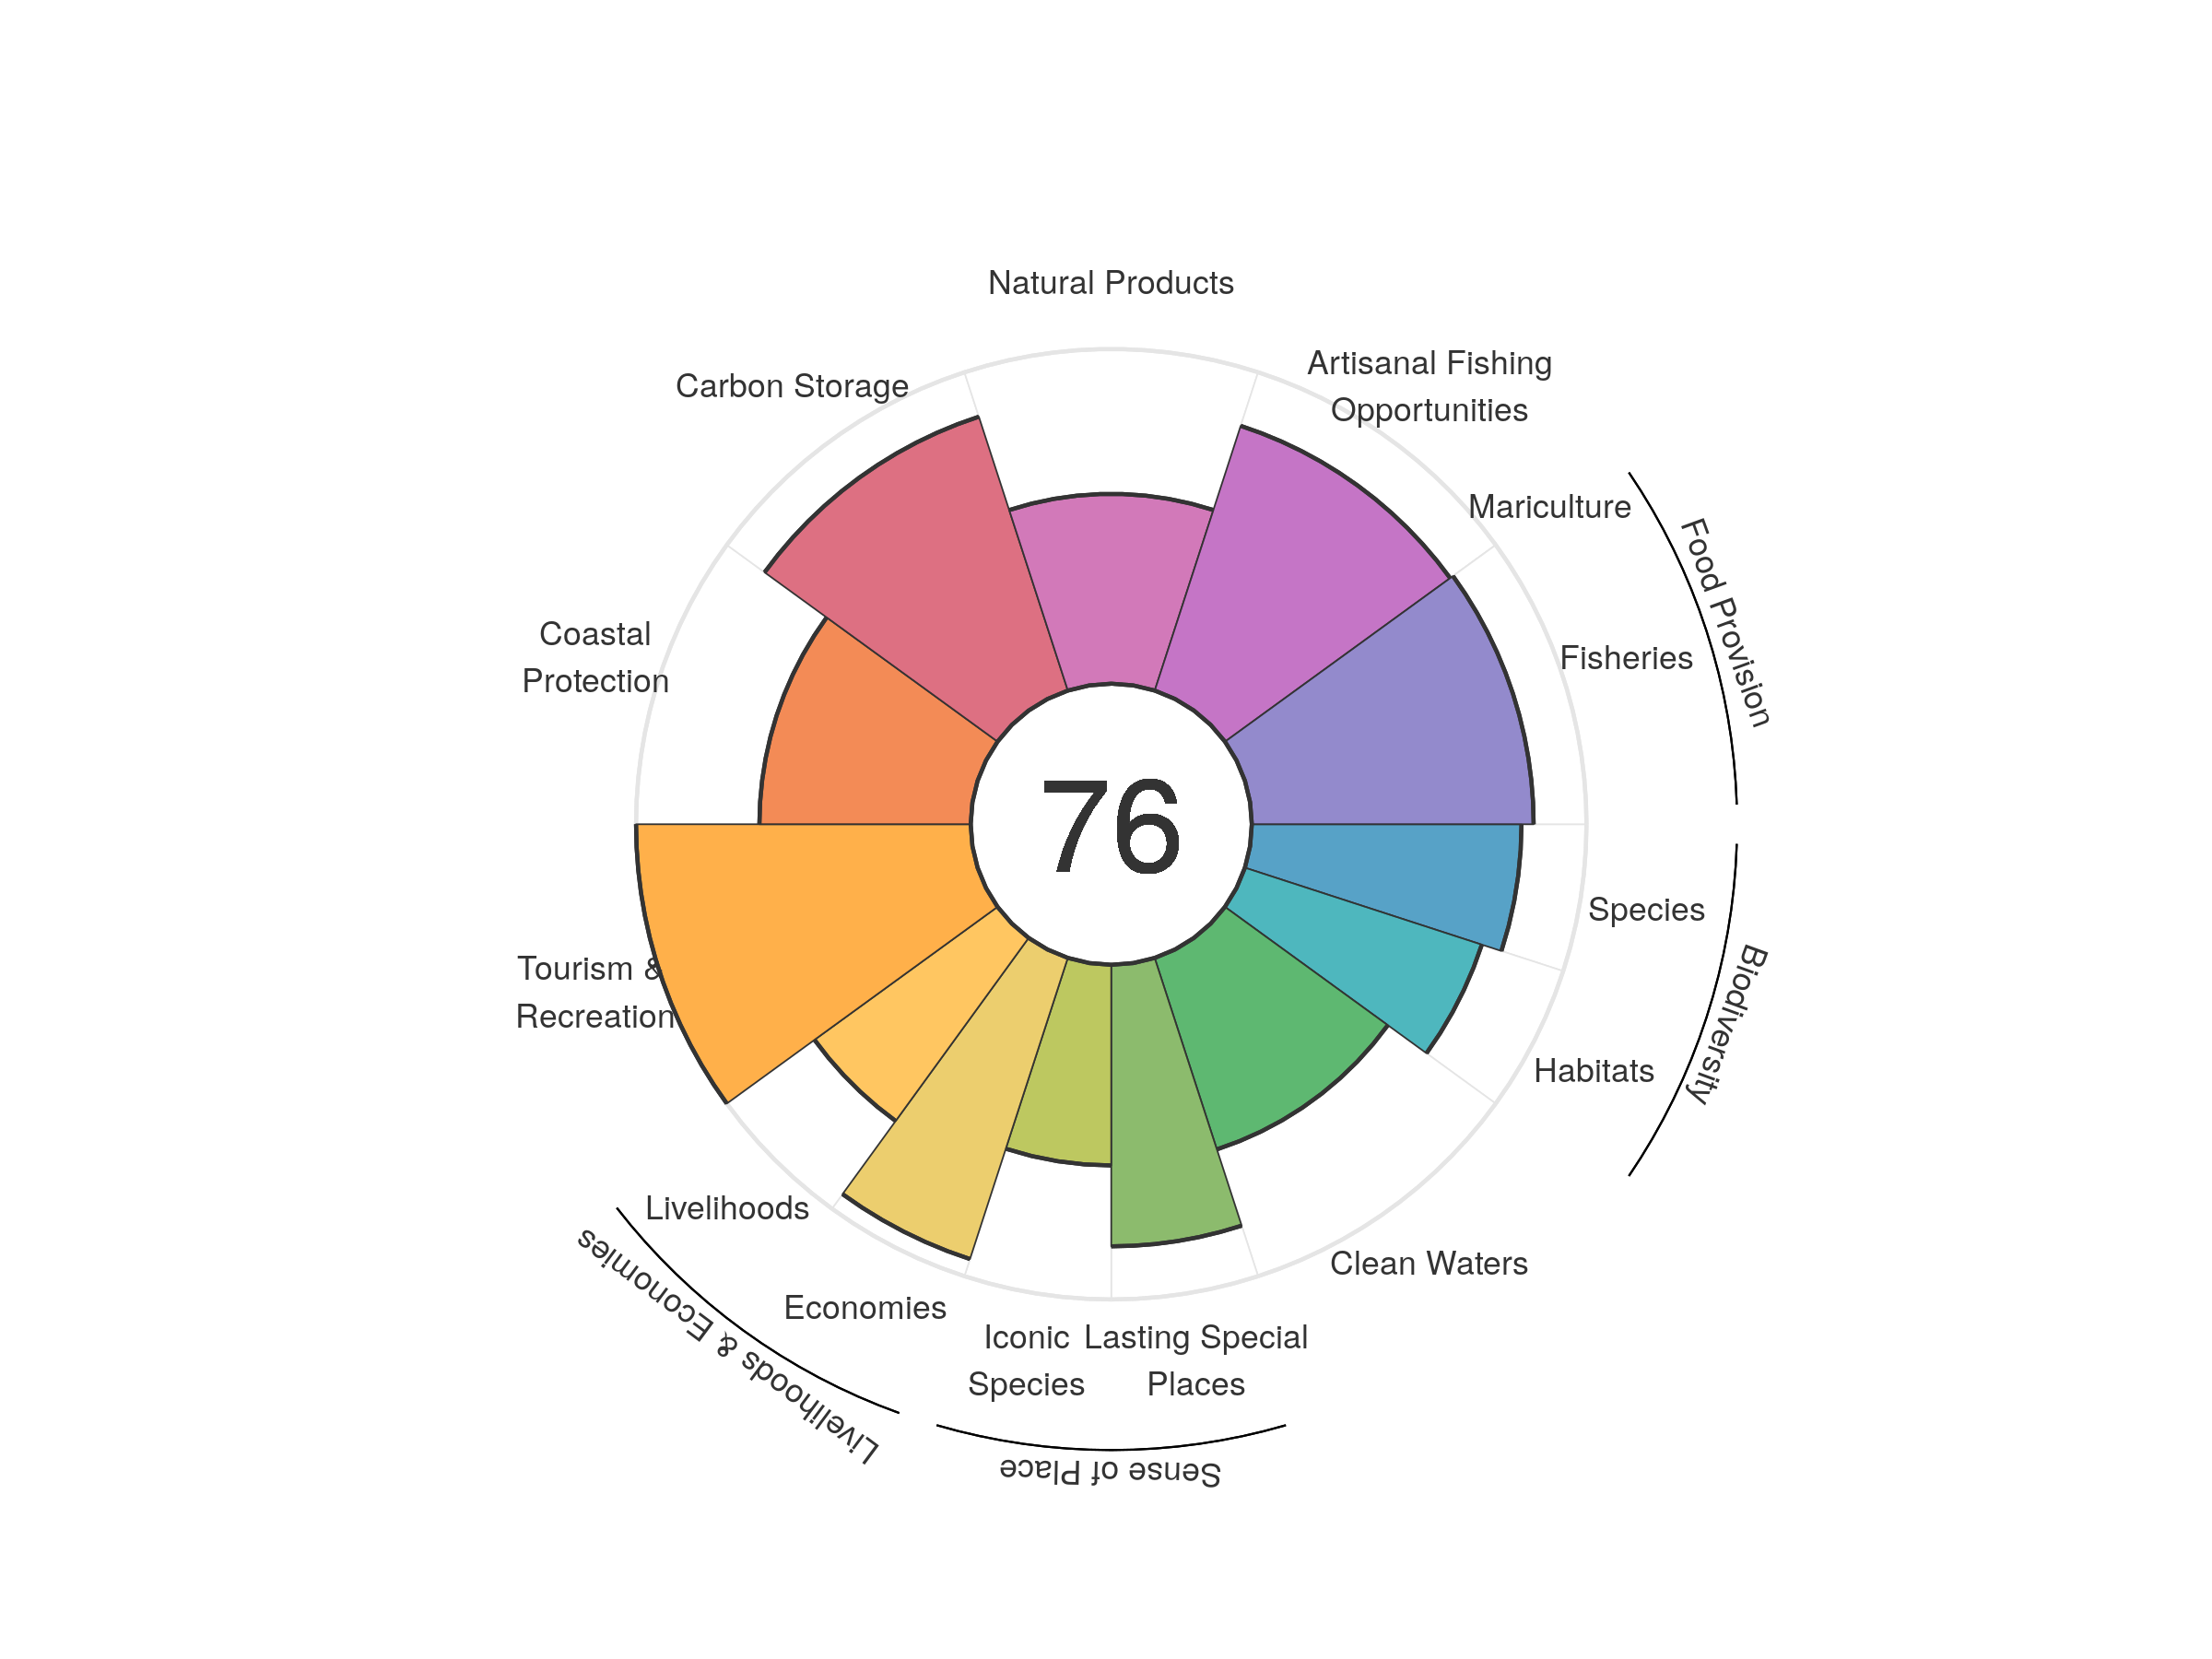 Natural Products
Artisanal Fishing
Opportunities
Carbon Storage
Mariculture
Food Provision
Coastal
Protection
Fisheries
76
Species
Biodiversity
Tourism &
Recreation
Habitats
Livelihoods
Clean Waters
Livelihoods & Economies
Economies
Iconic
Species
Lasting Special
Places
Sense of Place